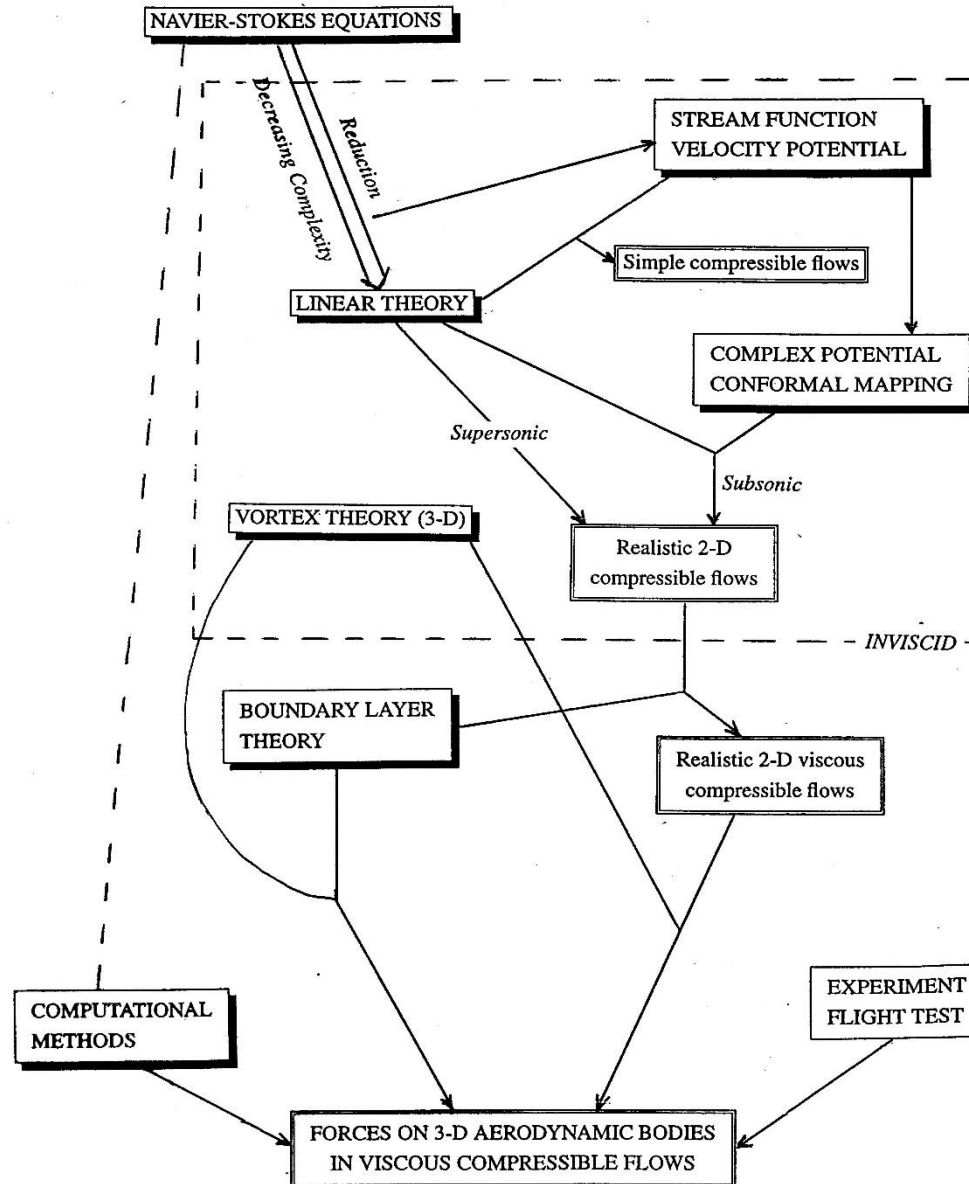 NAVIER-STOKES EQUATIONS
Decreasing Complexity
Reduction
STREAM FUNCTION
VELOCITY POTENTIAL
Simple compressible flows
LINEAR THEORY
COMPLEX POTENTIAL
CONFORMAL MAPPING
Supersonic
Subsonic
VORTEX THEORY (3-D)
Realistic 2-D
compressible flows
INVISCID
BOUNDARY LAYER
THEORY
Realistic 2-D viscous
compressible flows
COMPUTATIONAL
METHODS
EXPERIMENT
FLIGHT TEST
FORCES ON 3-D AERODYNAMIC BODIES
IN VISCOUS COMPRESSIBLE FLOWS